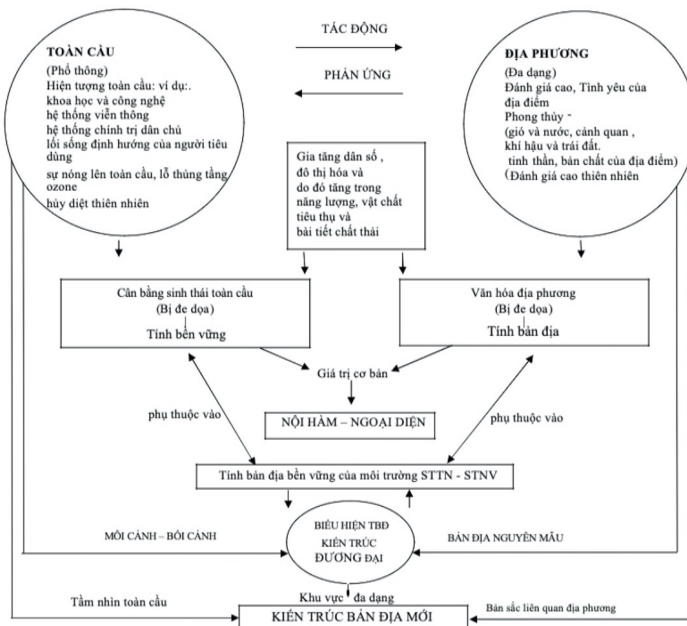 TÁC ĐỘNG
PHẢN ỨNG
TOÀN CẦU
(Phổ thông)
Hiện tượng toàn cầu: ví dụ:.
khoa học và công nghệ
hệ thống viễn thông
hệ thống chính trị dân chủ
lối sống định hướng của người tiêu
dùng
sự nóng lên toàn cầu, lỗ thủng tầng
ozone
hủy diệt thiên nhiên
ĐỊA PHƯƠNG
(Đa dạng)
Đánh giá cao, Tình yêu của
địa điểm
Phong thủy -
(gió và nước, cảnh quan ,
khí hậu và trái đất.
tinh thần, bản chất của địa điểm)
(Đánh giá cao thiên nhiên
Gia tăng dân số ,
đô thị hóa và
do đó tăng trong
năng lượng, vật chất
tiêu thụ và
bài tiết chất thải
Cân bằng sinh thái toàn cầu
(Bị đe dọa)
Tính bền vững
Văn hóa địa phương
(Bị đe dọa)
Tính bản địa
Giá trị cơ bản
phụ thuộc vào
NỘI HÀM – NGOẠI DIỆN
phụ thuộc vào
Tính bản địa bền vững của môi trường STTN - STNV
MÔI CẢNH – BỐI CẢNH
BIỂU HIỆN TBĐ
KIẾN TRÚC
ĐƯƠNG ĐẠI
BẢN ĐỊA NGUYÊN MẪU
Khu vực đa dạng
Tầm nhìn toàn cầu
KIẾN TRÚC BẢN ĐỊA MỚI
Bản sắc liên quan địa phương